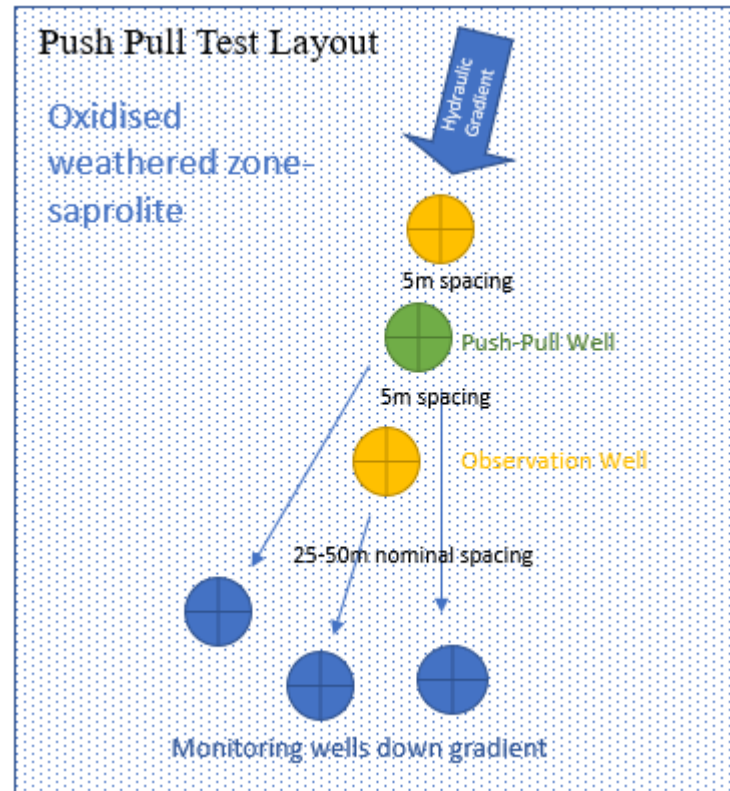 Push Pull Test Layout
Oxidised
weathered zone-
saprolite
Hydraulic
Gradient
5m spacing
Push-Pull Well
5m spacing
Observation Well
25-50m nominal spacing
Monitoring wells down gradient